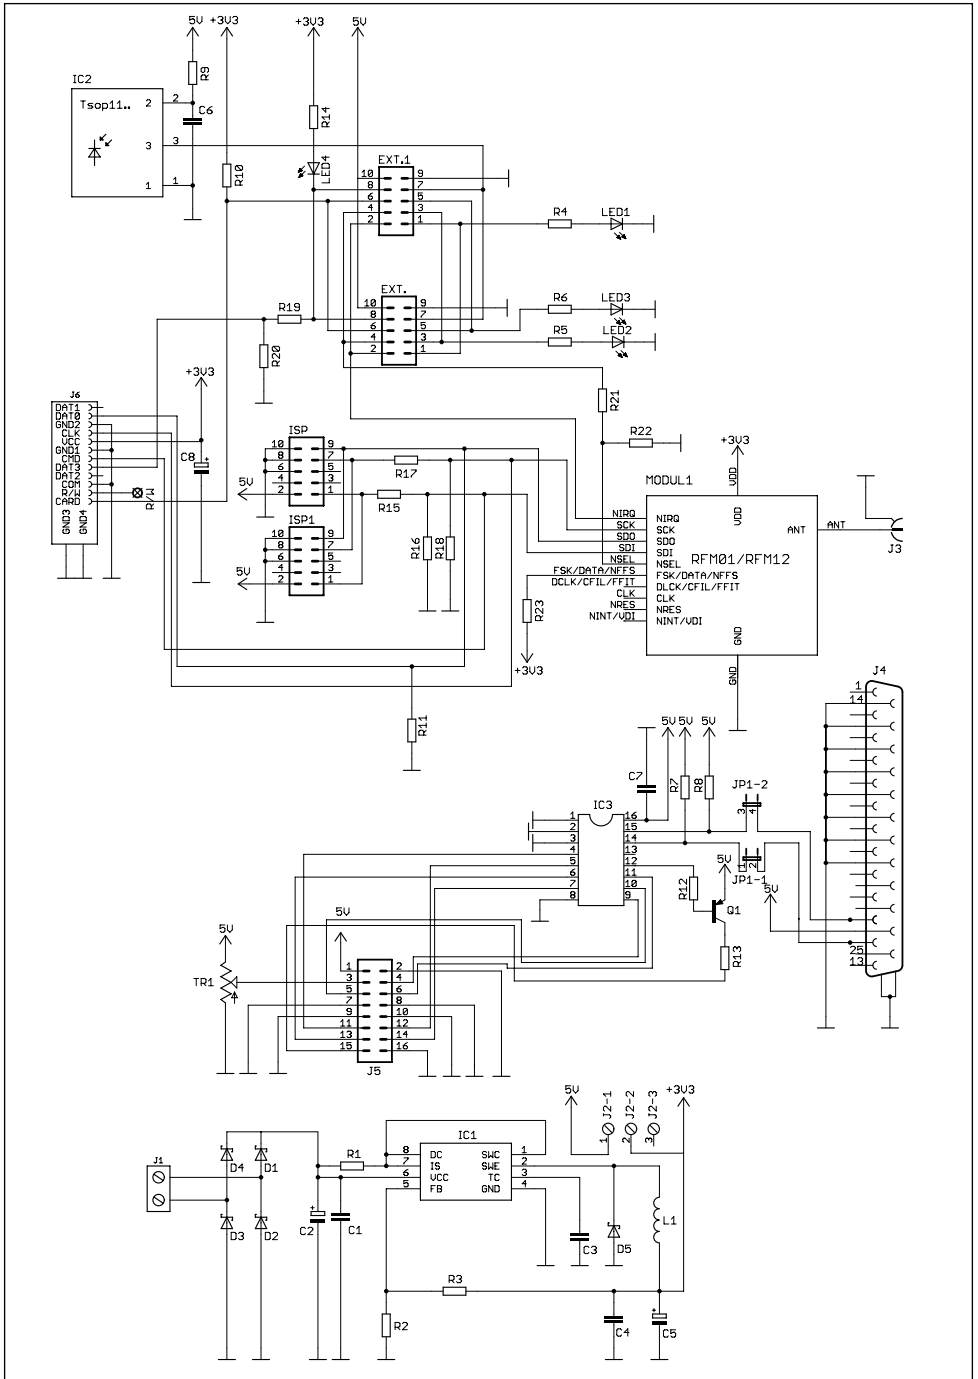 5V +3V3 +3V3 5V
R9
IC2
Tsop11..
2 2
C6
3 3
1 1
R10
R14
LED4
EXT.1
10 9
8 7
6 5
4 3
2 1
R4 LED1
EXT.
10 9
8 7
6 5
4 3
2 1
R6 LED3
R5 LED2
R19
R20
+3V3
C8
J6
DAT1
DAT0
GND2
CLK
VCC
GND1
CMD
DAT3
DAT2
COM
R/W
CARD
GND3
GND4
R/W
ISP
10 9
8 7
6 5
4 3
2 1
5V
R17
R15
ISP1
10 9
8 7
6 5
4 3
2 1
5V
R16
R18
R21
R22
+3V3
VDD
MODUL1
VDD
NIRQ NIRQ
SCK SCK
SDO SDO
SDI SDI
NSEL NSEL
FSK/DATA/NFFS FSK/DATA/NFFS
DCLK/CFIL/FFIT DLCK/CFIL/FFIT
CLK CLK
NRES NRES
NINT/VDI NINT/VDI
RFM01/RFM12
ANT ANT
J3
GND
GND
R23
+3V3
R11
J4
1
14
25
13
5V 5V 5V
C7
R7
R8
JP1-2
3 4
JP1-1
1 2
5V
5V
IC3
1 16
2 15
3 14
4 13
5 12
6 11
7 10
8 9
R12
Q1
R13
5V
TR1
5V
1 2
3 4
5 6
7 8
9 10
11 12
13 14
15 16
J5
5V
J2-1
J2-2
J2-3
1
2
3
+3V3
J1
D4 D1
D3 D2
R1
C2
C1
IC1
8 DC SWC 1
7 IS SWE 2
6 VCC TC 3
5 FB GND 4
C3
D5
L1
R3
R2
C4
C5